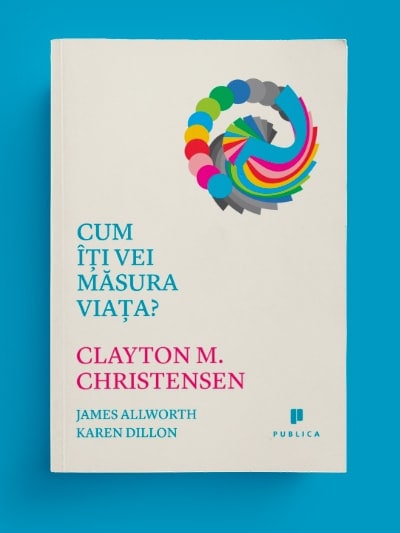 CUM
ÎȚI VEI
MĂSURA
VIAȚA?
CLAYTON M.
CHRISTENSEN
JAMES ALLWORTH
KAREN DILLON
PUBLICA